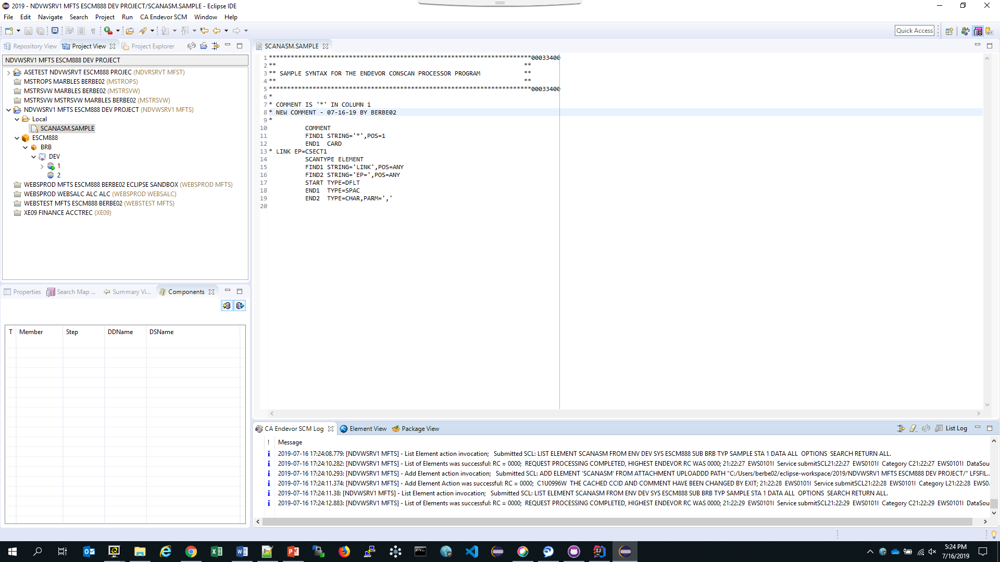 2019 - NDVWSRV1 MFTS ESCM888 DEV PROJECT/SCANASM.SAMPLE - Eclipse IDE
File Edit Navigate Search Project Run CA Endevor SCM Window Help
Quick Access
Repository View Project View Project Explorer
NDVWSRV1 MFTS ESCM888 DEV PROJECT
ASETEST NDVWSRVT ESCM888 PROJEC (NDVRSRVT MFST)
MSTROPS MARBLES BERBE02 (MSTROPS)
MSTRSVW MARBLES BERBE02 (MSTRSVW)
MSTRSVW MSTRSVW MARBLES BERBE02 (MSTRSVW)
NDVWSRV1 MFTS ESCM888 DEV PROJECT (NDVWSRV1 MFTS)
Local
SCANASM.SAMPLE
ESCM888
BRB
DEV
1
2
WEBSPROD MFTS ESCM888 BERBE02 ECLIPSE SANDBOX (WEBSPROD MFTS)
WEBSPROD WEBSALC ALC ALC (WEBSPROD WEBSALC)
WEBSTEST MFTS ESCM888 BERBE02 (WEBSTEST MFTS)
XE09 FINANCE ACCTREC (XE09)
Properties Search Map ... Summary Vi... Components
T Member Step DDName DSName
SCANASM.SAMPLE
1 ************************************************************************00033400
2 ** **
3 ** SAMPLE SYNTAX FOR THE ENDEVOR CONSCAN PROCESSOR PROGRAM **
4 ** **
5 ************************************************************************00033400
6 *
7 * COMMENT IS '*' IN COLUMN 1
8 * NEW COMMENT - 07-16-19 BY BERBE02
9 *
10 COMMENT
11 FIND1 STRING='*',POS=1
12 END1 CARD
13 * LINK EP=CSECT1
14 SCANTYPE ELEMENT
15 FIND1 STRING='LINK',POS=ANY
16 FIND2 STRING='EP=',POS=ANY
17 START TYPE=DFLT
18 END1 TYPE=SPAC
19 END2 TYPE=CHAR,PARM=','
20
CA Endevor SCM Log Element View Package View List Log
! Message
2019-07-16 17:24:08.779: [NDVWSRV1 MFTS] - List Element action invocation; Submitted SCL: LIST ELEMENT SCANASM FROM ENV DEV SYS ESCM888 SUB BRB TYP SAMPLE STA 1 DATA ALL OPTIONS SEARCH RETURN ALL.
2019-07-16 17:24:10.282: [NDVWSRV1 MFTS] - List of Elements was successful: RC = 0000; REQUEST PROCESSING COMPLETED, HIGHEST ENDEVOR RC WAS 0000; 21:22:27 EWS0101I Service submitSCL21:22:27 EWS0101I Category C21:22:27 EWS0101I DataSou
2019-07-16 17:24:10.293: [NDVWSRV1 MFTS] - Add Element action invocation; Submitted SCL: ADD ELEMENT 'SCANASM' FROM ATTACHMENT UPLOADDD PATH "C:/Users/berbe02/eclipse-workspace/2019/NDVWSRV1 MFTS ESCM888 DEV PROJECT/" LFSFIL...
2019-07-16 17:24:11.374: [NDVWSRV1 MFTS] - Add Element Action was successful: RC = 0000; C1U0996W THE CACHED CCID AND COMMENT HAVE BEEN CHANGED BY EXIT; 21:22:28 EWS0101I Service submitSCL21:22:28 EWS0101I Category L21:22:28 EWS0...
2019-07-16 17:24:11.38: [NDVWSRV1 MFTS] - List Element action invocation; Submitted SCL: LIST ELEMENT SCANASM FROM ENV DEV SYS ESCM888 SUB BRB TYP SAMPLE STA 1 DATA ALL OPTIONS SEARCH RETURN ALL.
2019-07-16 17:24:12.883: [NDVWSRV1 MFTS] - List of Elements was successful: RC = 0000; REQUEST PROCESSING COMPLETED, HIGHEST ENDEVOR RC WAS 0000; 21:22:29 EWS0101I Service submitSCL21:22:29 EWS0101I Category C21:22:29 EWS0101I DataSou
5:24 PM
7/16/2019